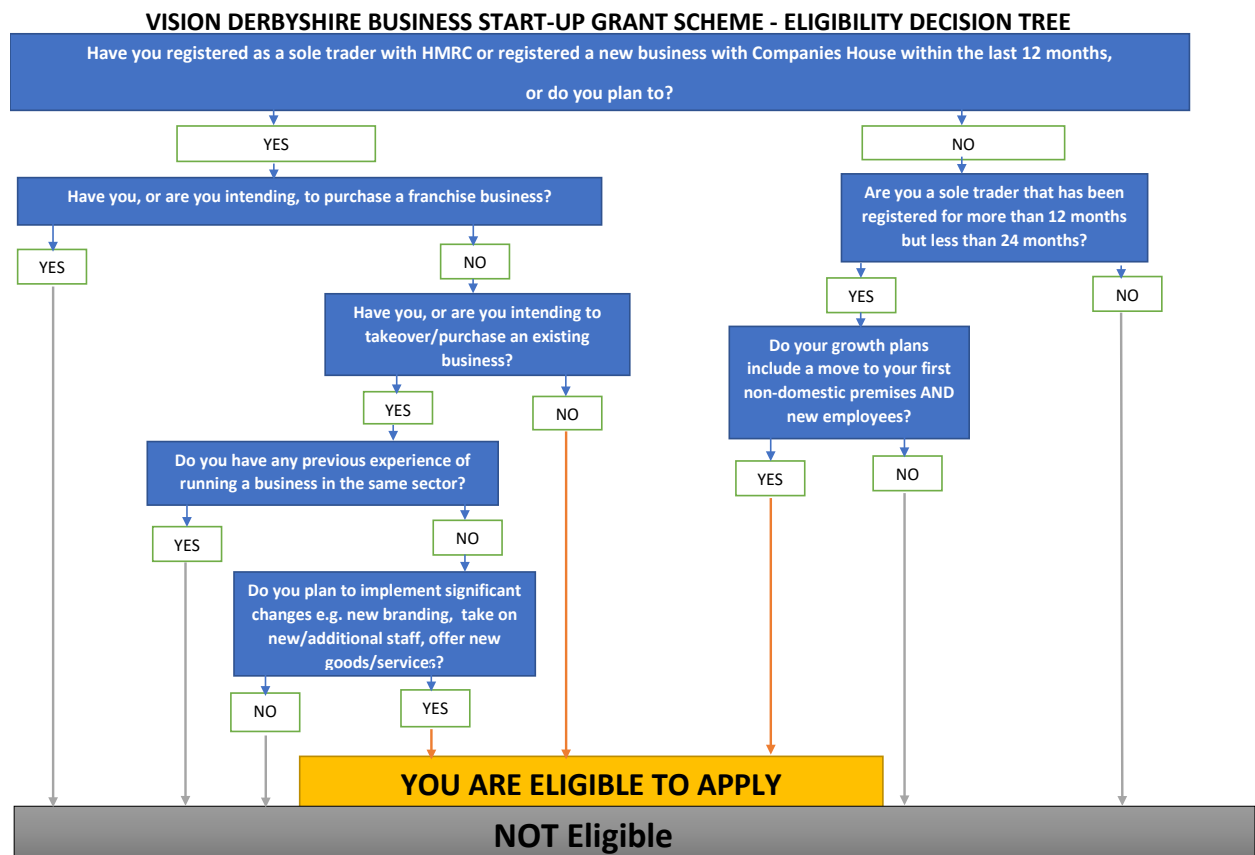 VISION DERBYSHIRE BUSINESS START-UP GRANT SCHEME - ELIGIBILITY DECISION TREE
Have you registered as a sole trader with HMRC or registered a new business with Companies House within the last 12 months,
or do you plan to?
YES
NO
Have you, or are you intending, to purchase a franchise business?
Are you a sole trader that has been
registered for more than 12 months
but less than 24 months?
YES
NO
YES
NO
Have you, or are you intending to
takeover/purchase an existing
business?
Do your growth plans
include a move to your first
non-domestic premises AND
new employees?
YES
NO
YES
NO
Do you have any previous experience of
running a business in the same sector?
YES
NO
Do you plan to implement significant
changes e.g. new branding, take on
new/additional staff, offer new
goods/services?
NO
YES
YOU ARE ELIGIBLE TO APPLY
NOT Eligible